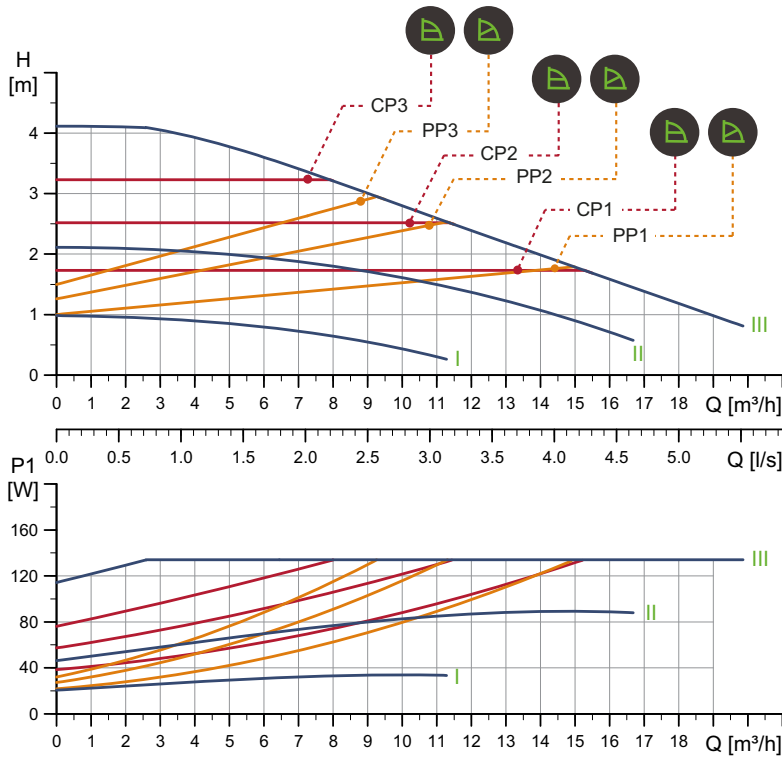 H
[m]
CP3
PP3
CP2
PP2
CP1
PP1
4
3
2
1
0
I
II
III
0 1 2 3 4 5 6 7 8 9 10 11 12 13 14 15 16 17 18 Q [m³/h]
0.0 0.5 1.0 1.5 2.0 2.5 3.0 3.5 4.0 4.5 5.0 Q [l/s]
P1
[W]
160
120
80
40
0
III
II
I
0 1 2 3 4 5 6 7 8 9 10 11 12 13 14 15 16 17 18 Q [m³/h]